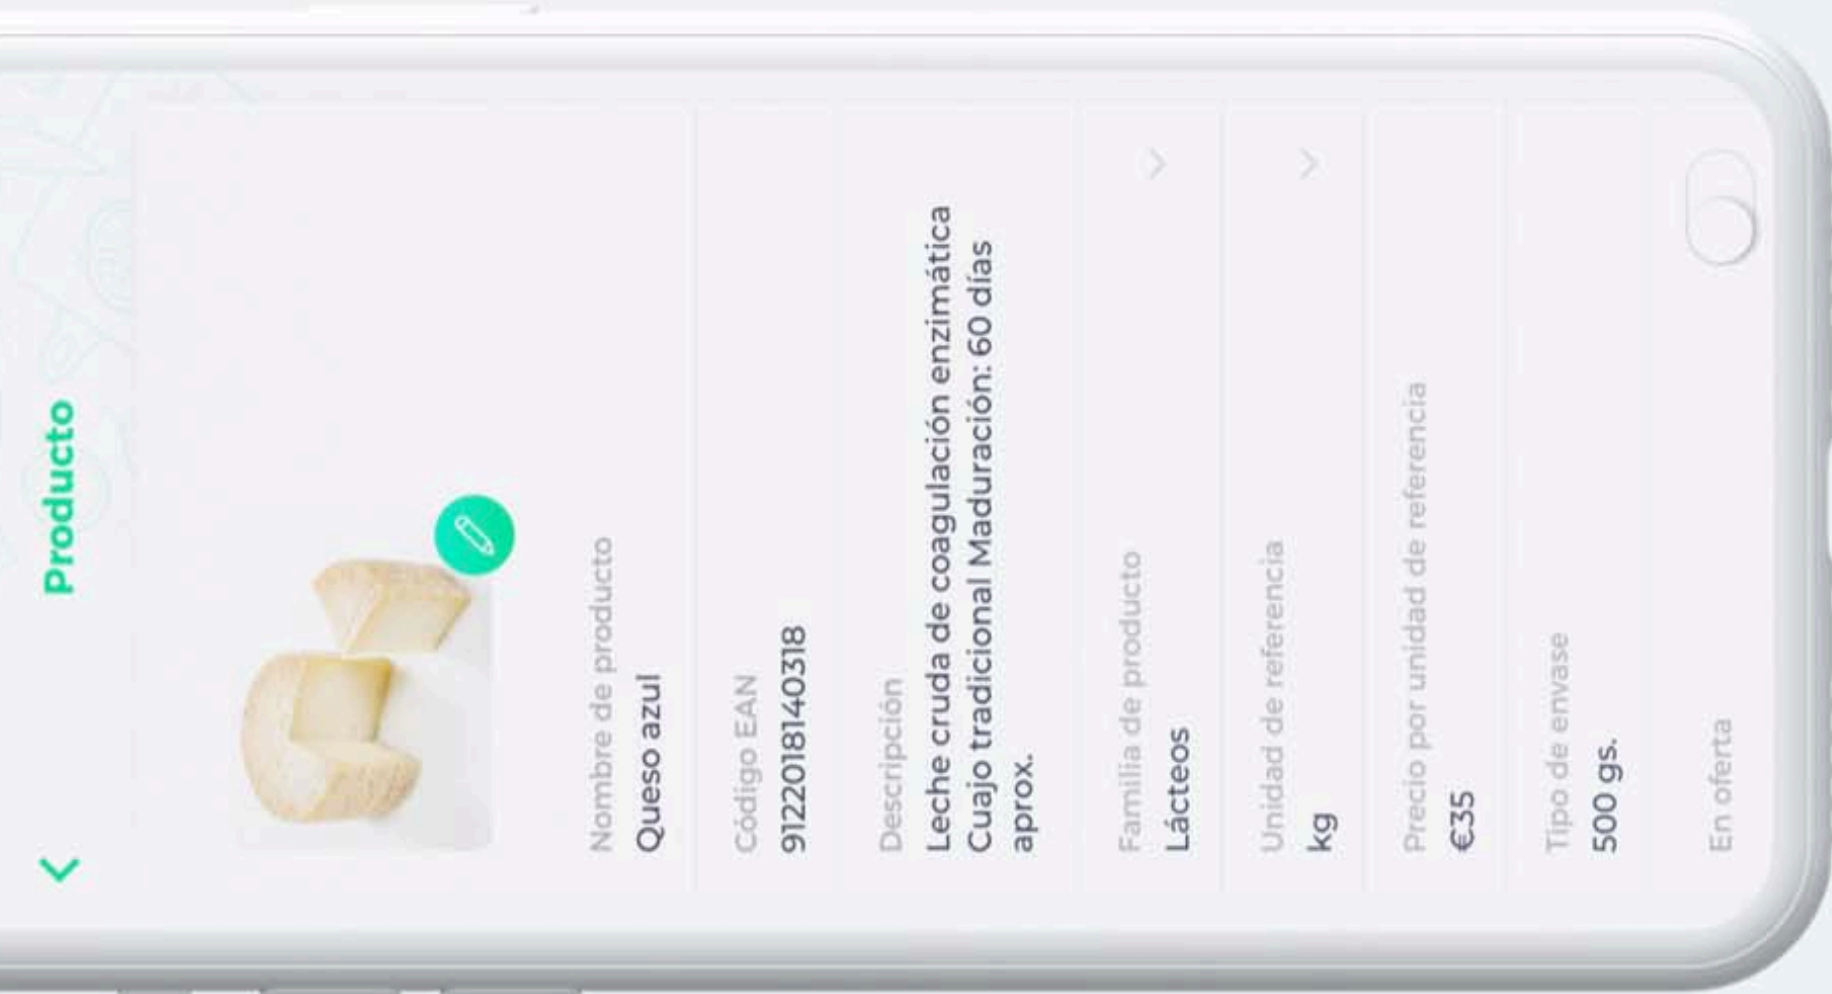 Producto
Nombre de producto
Queso azul
Código EAN
9122018140318
Descripción
Leche cruda de coagulación enzimática
Cuajo tradicional Maduración: 60 días
aprox.
Familia de producto
Lácteos
Unidad de referencia
kg
Precio por unidad de referencia
€35
Tipo de envase
500 gs.
En oferta